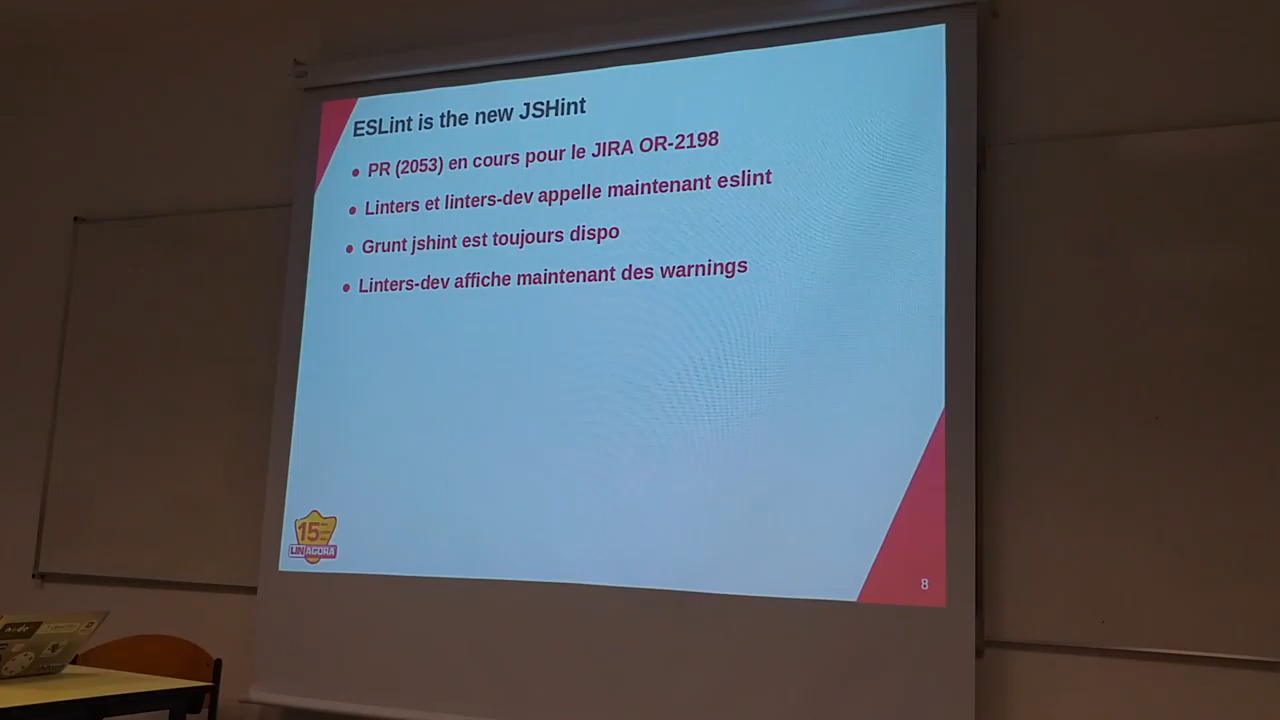 ESLint is the new JSHint
PR (2053) en cours pour le JIRA OR-2198
Linters et linters-dev appelle maintenant eslint
Grunt jshint est toujours dispo
Linters-dev affiche maintenant des warnings
15
LINAGORA
8
node